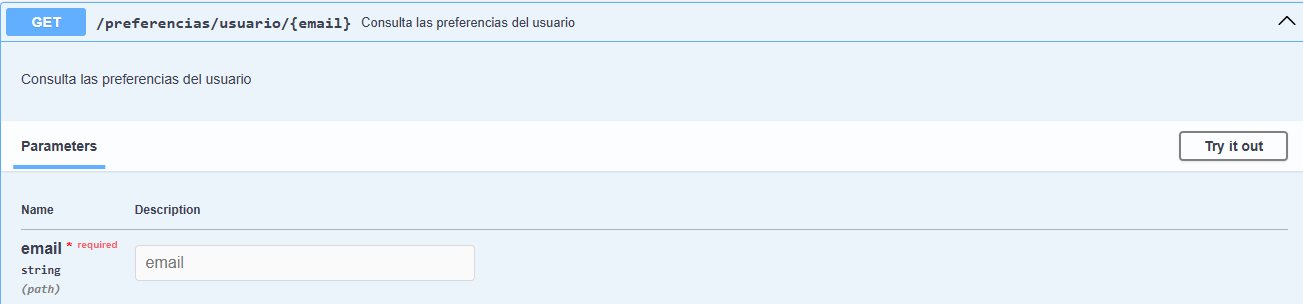 GET /preferencias/usuario/{email} Consulta las preferencias del usuario
Consulta las preferencias del usuario
Parameters Try it out
Name Description
email * required
string
(path)
email